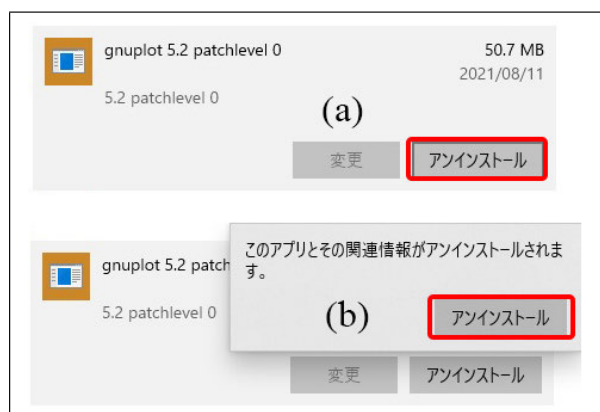 gnuplot 5.2 patchlevel 0
50.7 MB
2021/08/11
5.2 patchlevel 0
(a)
変更
アンインストール
gnuplot 5.2 patch
このアプリとその関連情報がアンインストールされま
す。
5.2 patchlevel 0
(b)
アンインストール
変更
アンインストール